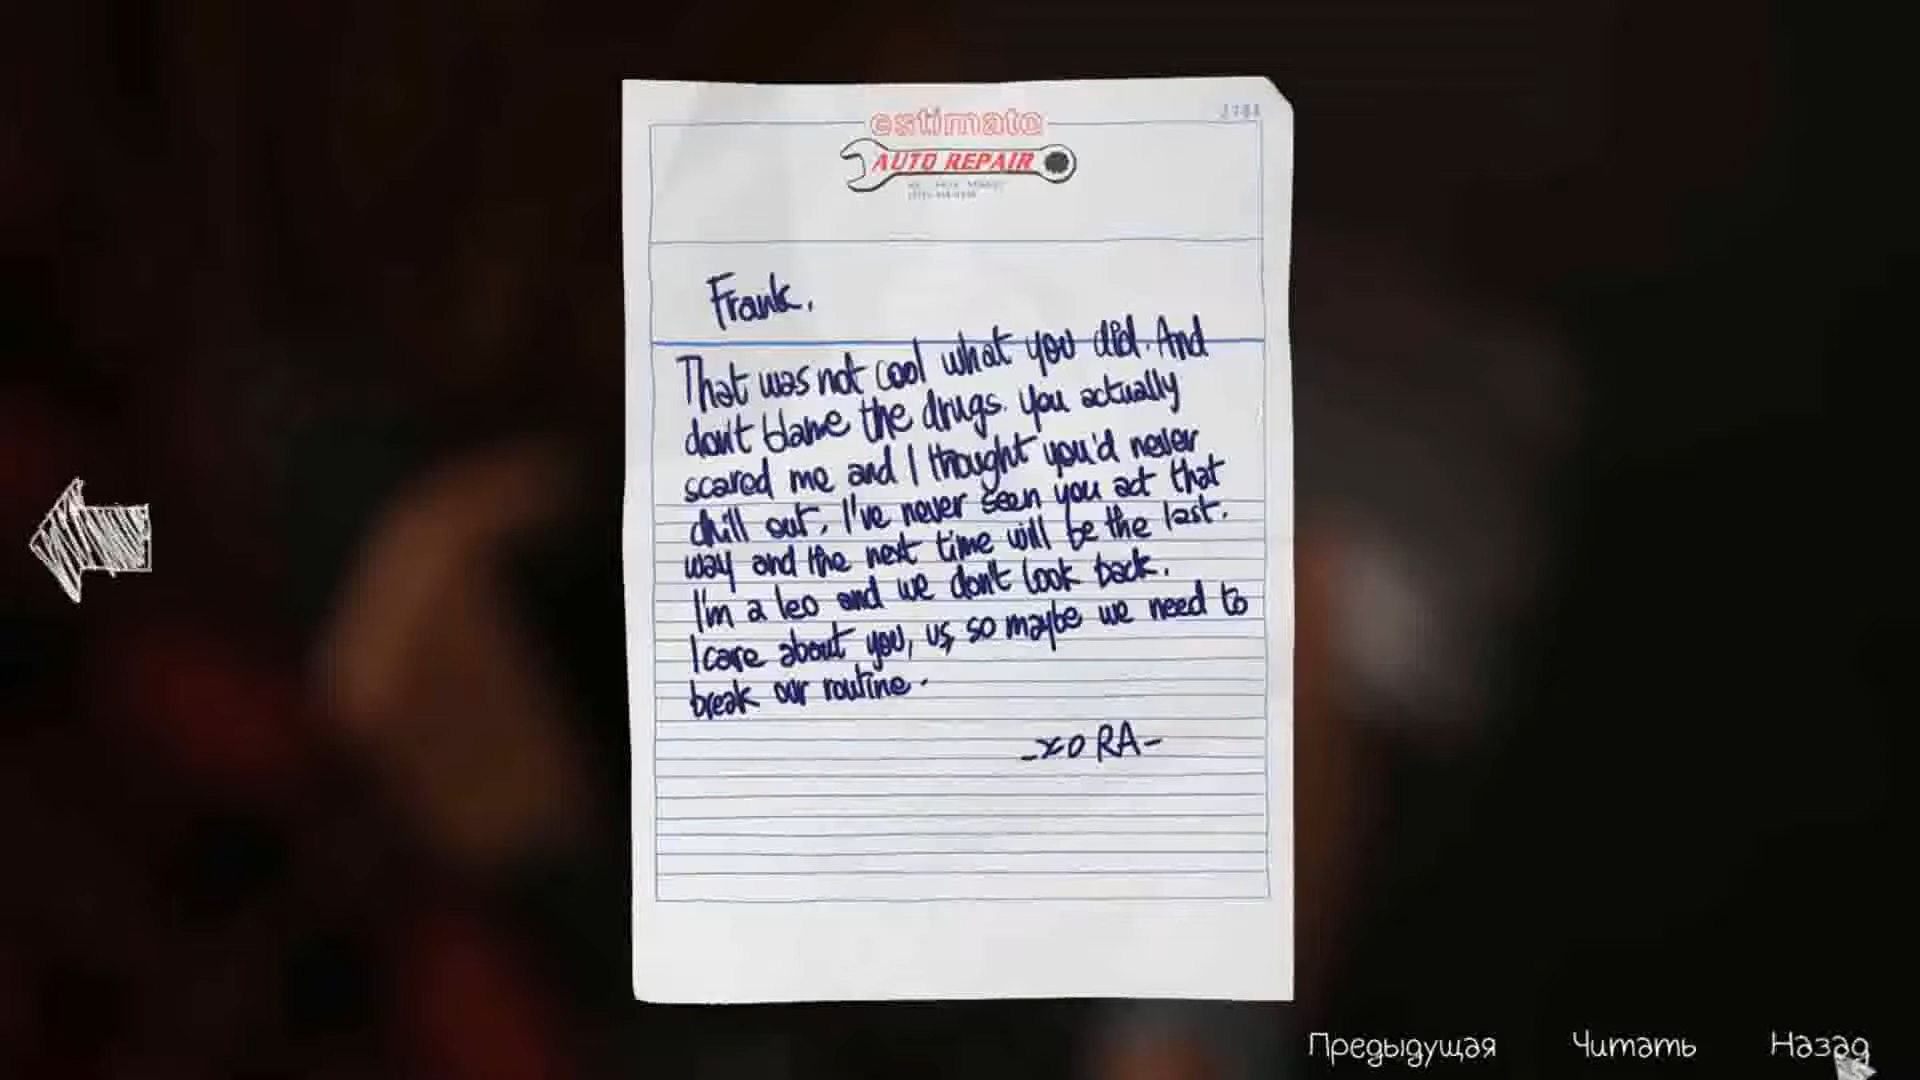 estimate
AUTO REPAIR
Frank,
That was not cool what you did. And
don't blame the drugs. You actually
scared me and I thought you'd never
chill out. I've never seen you act that
way and the next time will be the last.
I'm a leo and we don't look back.
I care about you, us, so maybe we need to
break our routine.
-xo RA-
Предыдущая Читать Назад